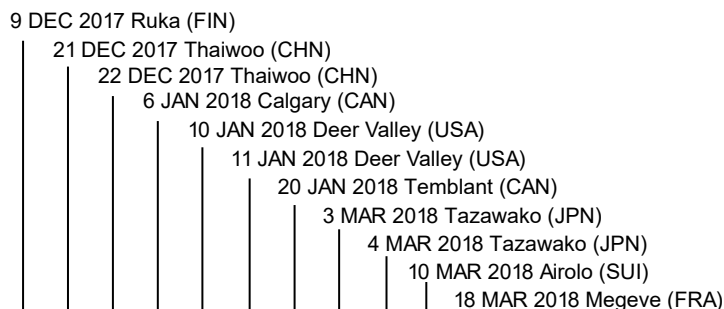 9 DEC 2017 Ruka (FIN)
21 DEC 2017 Thaiwoo (CHN)
22 DEC 2017 Thaiwoo (CHN)
6 JAN 2018 Calgary (CAN)
10 JAN 2018 Deer Valley (USA)
11 JAN 2018 Deer Valley (USA)
20 JAN 2018 Temblant (CAN)
3 MAR 2018 Tazawako (JPN)
4 MAR 2018 Tazawako (JPN)
10 MAR 2018 Airolo (SUI)
18 MAR 2018 Megeve (FRA)